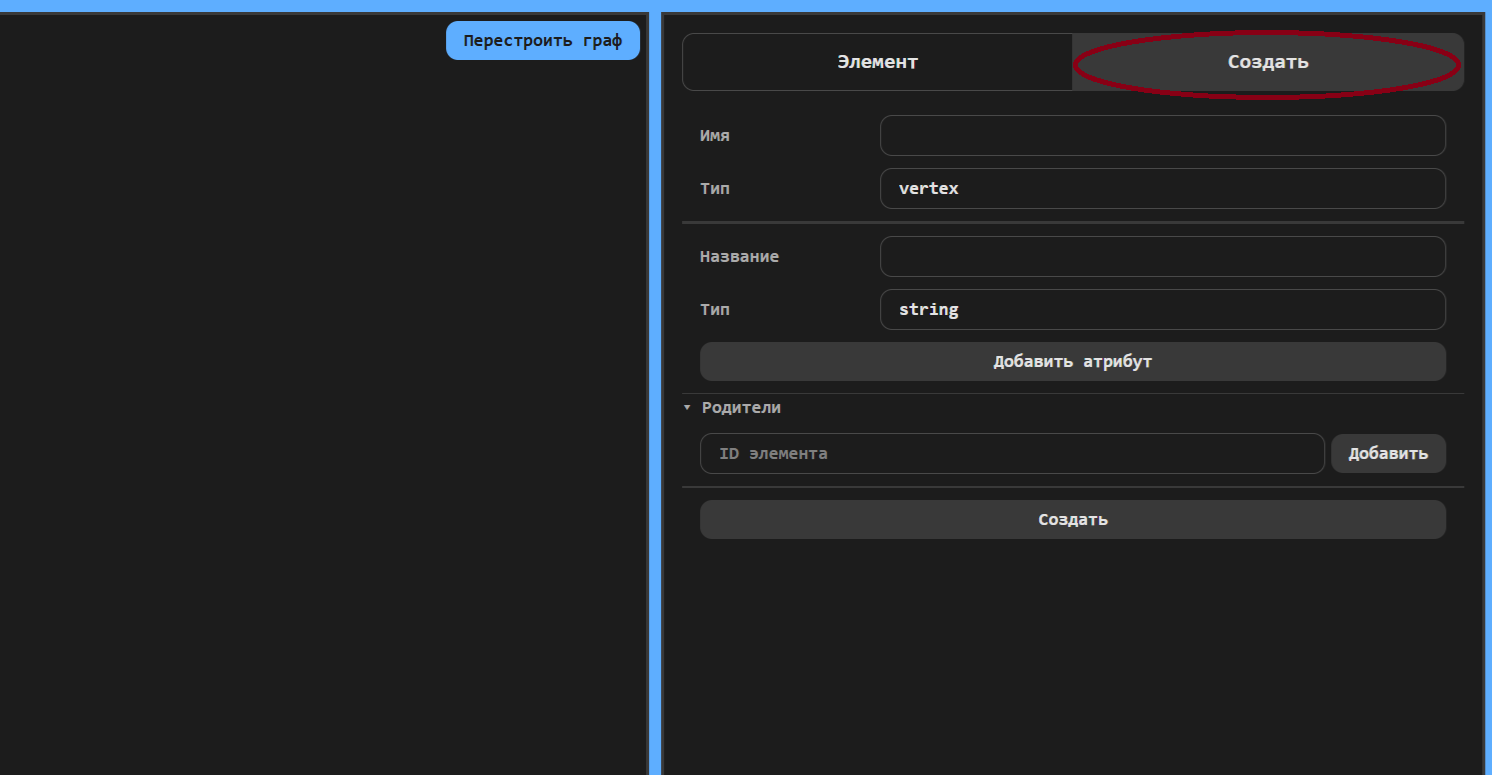 Перестроить граф
Элемент
Создать
Имя
Тип
vertex
Название
Тип
string
Добавить атрибут
Родители
ID элемента
Добавить
Создать